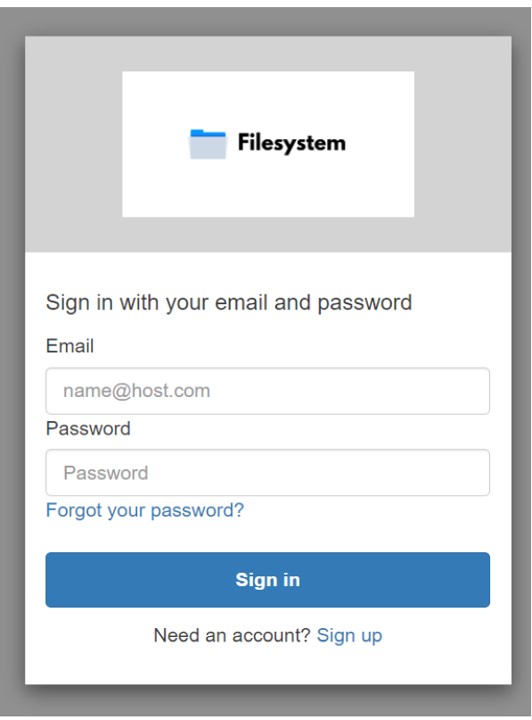 Filesystem
Sign in with your email and password
Email
name@host.com
Password
Password
Forgot your password?
Sign in
Need an account? Sign up